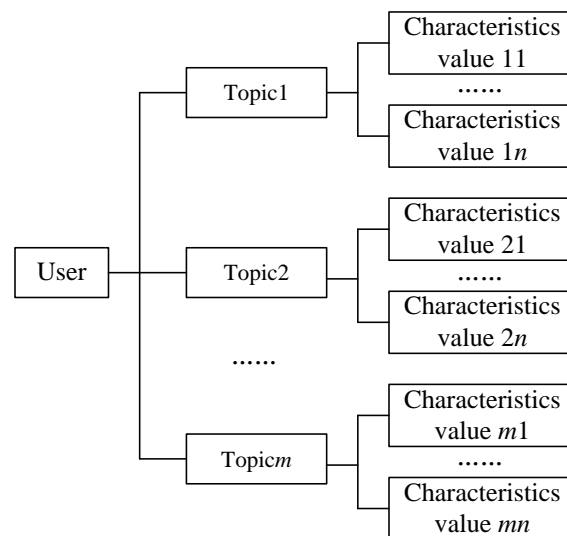 Characteristics
value 11
Topic1
......
Characteristics
value 1n
Characteristics
value 21
User
Topic2
......
Characteristics
value 2n
......
Characteristics
value m1
Topicm
......
Characteristics
value mn